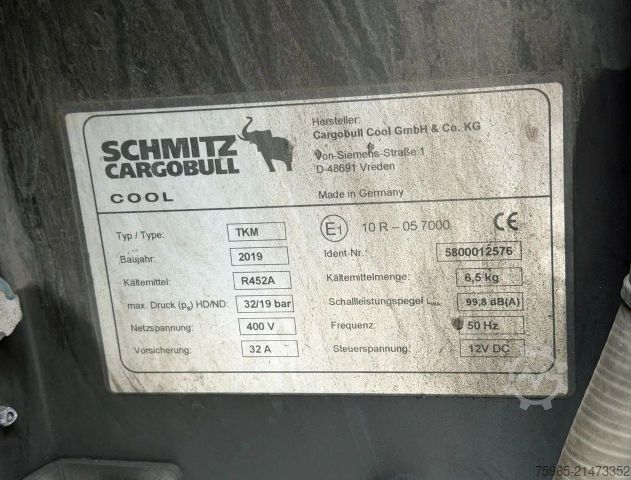 SCHMITZ
CARGOBULL
COOL
Hersteller:
Cargobull Cool GmbH & Co. KG
Von-Siemens-Straße 1
D-48691 Vreden
Made in Germany
Typ / Type: TKM
E1 10 R – 05 7000 CE
Baujahr: 2019
Ident-Nr.: 5800012576
Kältemittel: R452A
Kältemittelmenge: 6,5 kg
max. Druck (ps) HD/ND: 32/19 bar
Schallleistungspegel LWA: 99,8 dB(A)
Netzspannung: 400 V
Frequenz: 50 Hz
Vorsicherung: 32 A
Steuerspannung: 12V DC
75985-21473352